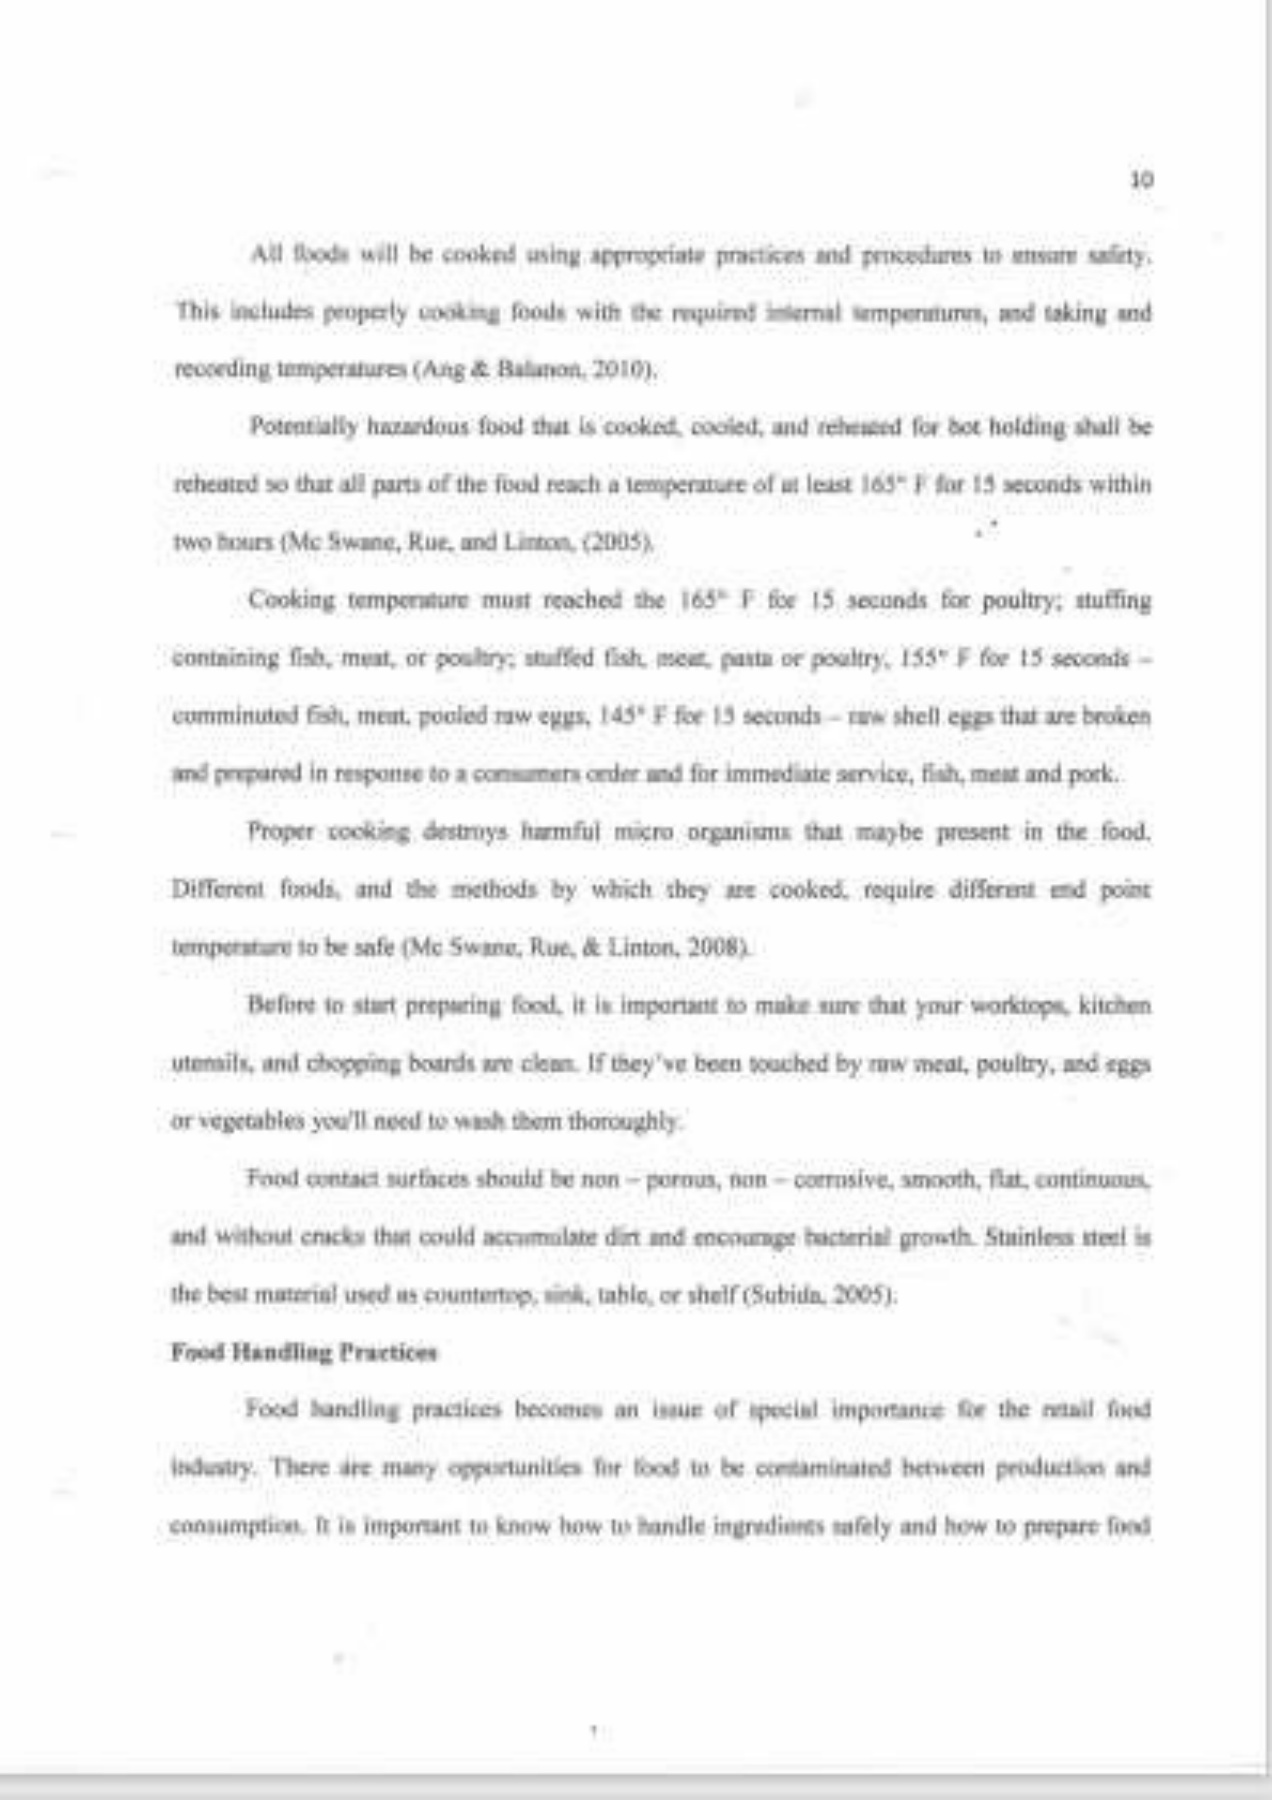 10
All foods will be cooked using appropriate practices and procedures to ensure safety.
This includes properly cooking foods with the required internal temperatures, and taking and
recording temperatures (Ang & Balanon, 2010).
Potentially hazardous food that is cooked, cooled, and reheated for hot holding shall be
reheated so that all parts of the food reach a temperature of at least 165° F for 15 seconds within
two hours (Mc Swane, Rue, and Linton, (2005).
Cooking temperature must reached the 165° F for 15 seconds for poultry; stuffing
containing fish, meat, or poultry; stuffed fish, meat, pasta or poultry, 155° F for 15 seconds –
comminuted fish, meat, pooled raw eggs, 145° F for 15 seconds – raw shell eggs that are broken
and prepared in response to a consumers order and for immediate service, fish, meat and pork.
Proper cooking destroys harmful micro organisms that maybe present in the food.
Different foods, and the methods by which they are cooked, require different end point
temperature to be safe (Mc Swane, Rue, & Linton, 2008).
Before to start preparing food, it is important to make sure that your worktops, kitchen
utensils, and chopping boards are clean. If they've been touched by raw meat, poultry, and eggs
or vegetables you'll need to wash them thoroughly.
Food contact surfaces should be non – porous, non – corrosive, smooth, flat, continuous,
and without cracks that could accumulate dirt and encourage bacterial growth. Stainless steel is
the best material used as countertop, sink, table, or shelf (Subida, 2005).
Food Handling Practices
Food handling practices becomes an issue of special importance for the retail food
industry. There are many opportunities for food to be contaminated between production and
consumption. It is important to know how to handle ingredients safely and how to prepare food